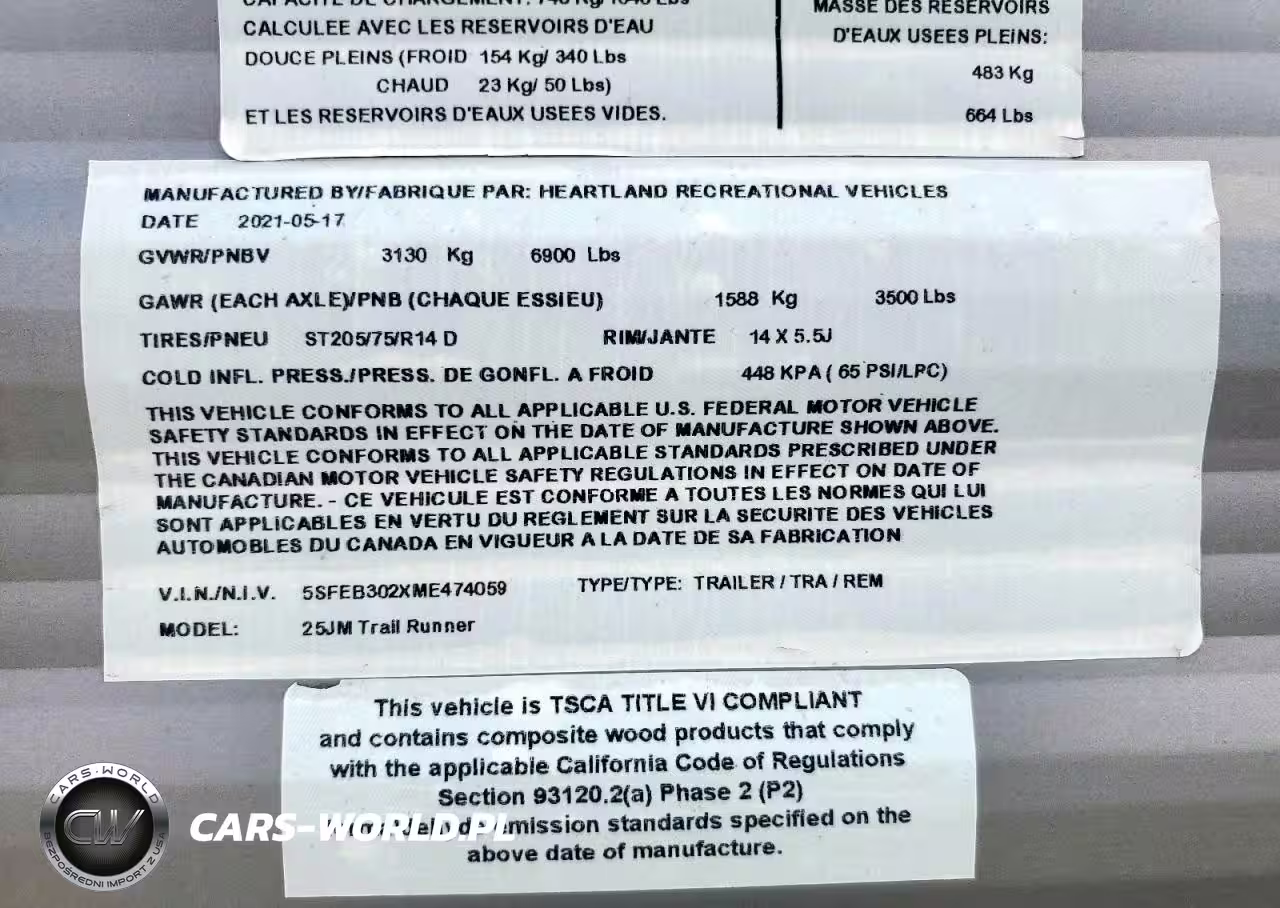 CAPACITE DE CHARGEMENT:
CALCULEE AVEC LES RESERVOIRS D'EAU
DOUCE PLEINS (FROID 154 Kg/ 340 Lbs
CHAUD 23 Kg/ 50 Lbs)
ET LES RESERVOIRS D'EAUX USEES VIDES.
MASSE DES RESERVOIRS
D'EAUX USEES PLEINS:
483 Kg
664 Lbs
MANUFACTURED BY/FABRIQUE PAR: HEARTLAND RECREATIONAL VEHICLES
DATE 2021-05-17
GVWR/PNBV 3130 Kg 6900 Lbs
GAWR (EACH AXLE)/PNB (CHAQUE ESSIEU) 1588 Kg 3500 Lbs
TIRES/PNEU ST205/75/R14 D RIM/JANTE 14 X 5.5J
COLD INFL. PRESS./PRESS. DE GONFL. A FROID 448 KPA ( 65 PSI/LPC)
THIS VEHICLE CONFORMS TO ALL APPLICABLE U.S. FEDERAL MOTOR VEHICLE
SAFETY STANDARDS IN EFFECT ON THE DATE OF MANUFACTURE SHOWN ABOVE.
THIS VEHICLE CONFORMS TO ALL APPLICABLE STANDARDS PRESCRIBED UNDER
THE CANADIAN MOTOR VEHICLE SAFETY REGULATIONS IN EFFECT ON DATE OF
MANUFACTURE. - CE VEHICULE EST CONFORME A TOUTES LES NORMES QUI LUI
SONT APPLICABLES EN VERTU DU REGLEMENT SUR LA SECURITE DES VEHICLES
AUTOMOBLES DU CANADA EN VIGUEUR A LA DATE DE SA FABRICATION
V.I.N./N.I.V. 5SFEB302XME474059 TYPE/TYPE: TRAILER / TRA / REM
MODEL: 25JM Trail Runner
This vehicle is TSCA TITLE VI COMPLIANT
and contains composite wood products that comply
with the applicable California Code of Regulations
Section 93120.2(a) Phase 2 (P2)
emission standards specified on the
above date of manufacture.
CARS-WORLD
CW
BEZPOŚREDNI IMPORT Z USA
CARS-WORLD.PL